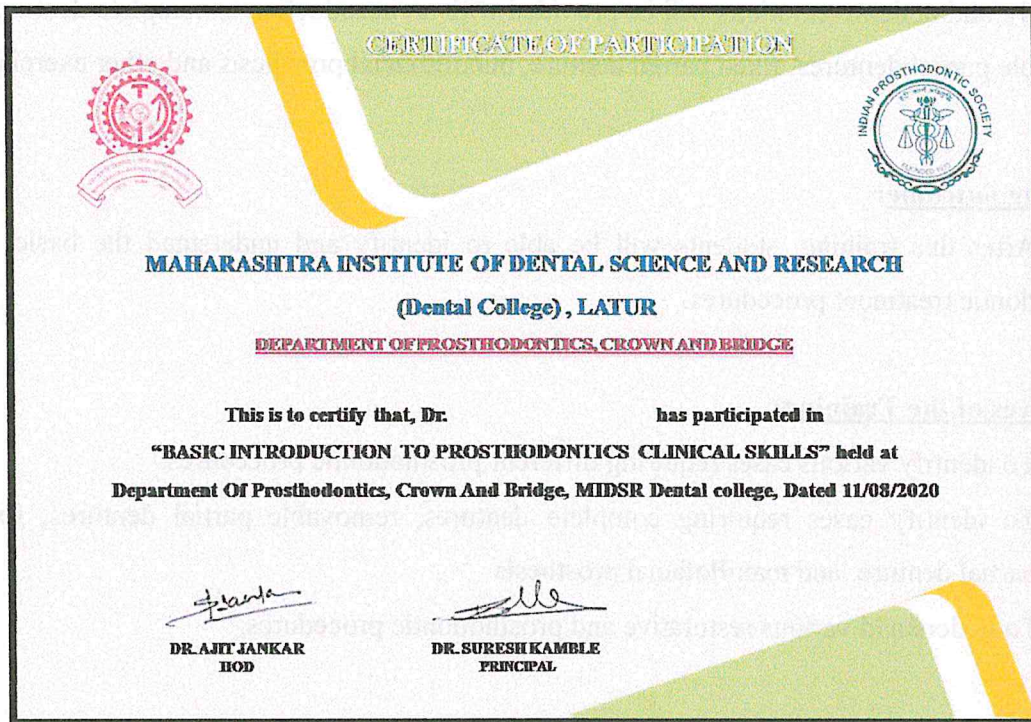 CERTIFICATE OF PARTICIPATION
INDIAN PROSTHODONTIC SOCIETY
MAHARASHTRA INSTITUTE OF DENTAL SCIENCE AND RESEARCH
(Dental College) , LATUR
DEPARTMENT OF PROSTHODONTICS, CROWN AND BRIDGE
This is to certify that, Dr. has participated in
“BASIC INTRODUCTION TO PROSTHODONTICS CLINICAL SKILLS” held at
Department Of Prosthodontics, Crown And Bridge, MIDSR Dental college, Dated 11/08/2020
DR. AJIT JANKAR
HOD
DR. SURESH KAMBLE
PRINCIPAL